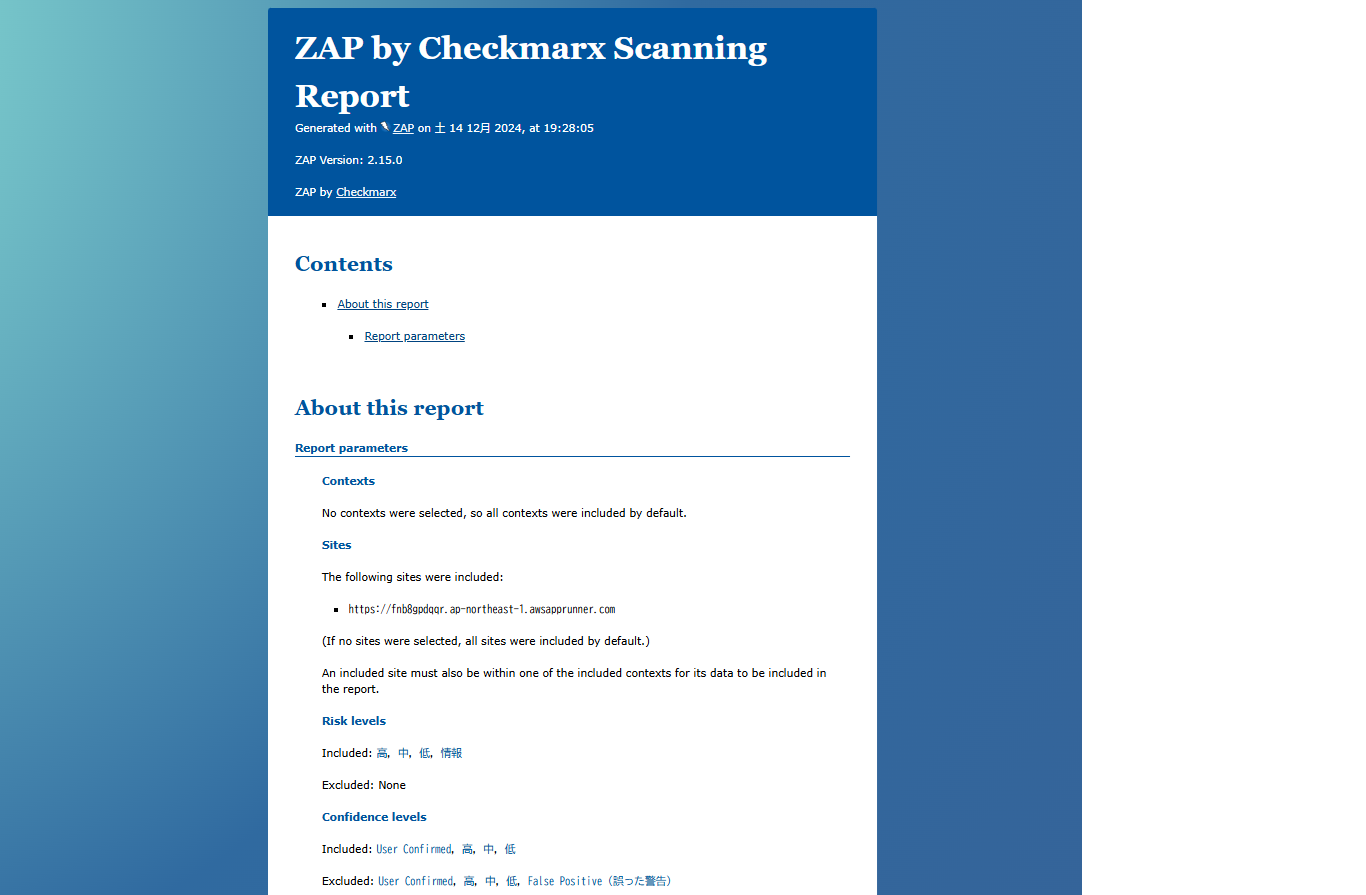 ZAP by Checkmarx Scanning
Report
Generated with ZAP on 土 14 12月 2024, at 19:28:05
ZAP Version: 2.15.0
ZAP by Checkmarx
Contents
About this report
Report parameters
About this report
Report parameters
Contexts
No contexts were selected, so all contexts were included by default.
Sites
The following sites were included:
https://fnb8gpdqqr.ap-northeast-1.awsapprunner.com
(If no sites were selected, all sites were included by default.)
An included site must also be within one of the included contexts for its data to be included in
the report.
Risk levels
Included: 高, 中, 低, 情報
Excluded: None
Confidence levels
Included: User Confirmed, 高, 中, 低
Excluded: User Confirmed, 高, 中, 低, False Positive (誤った警告)